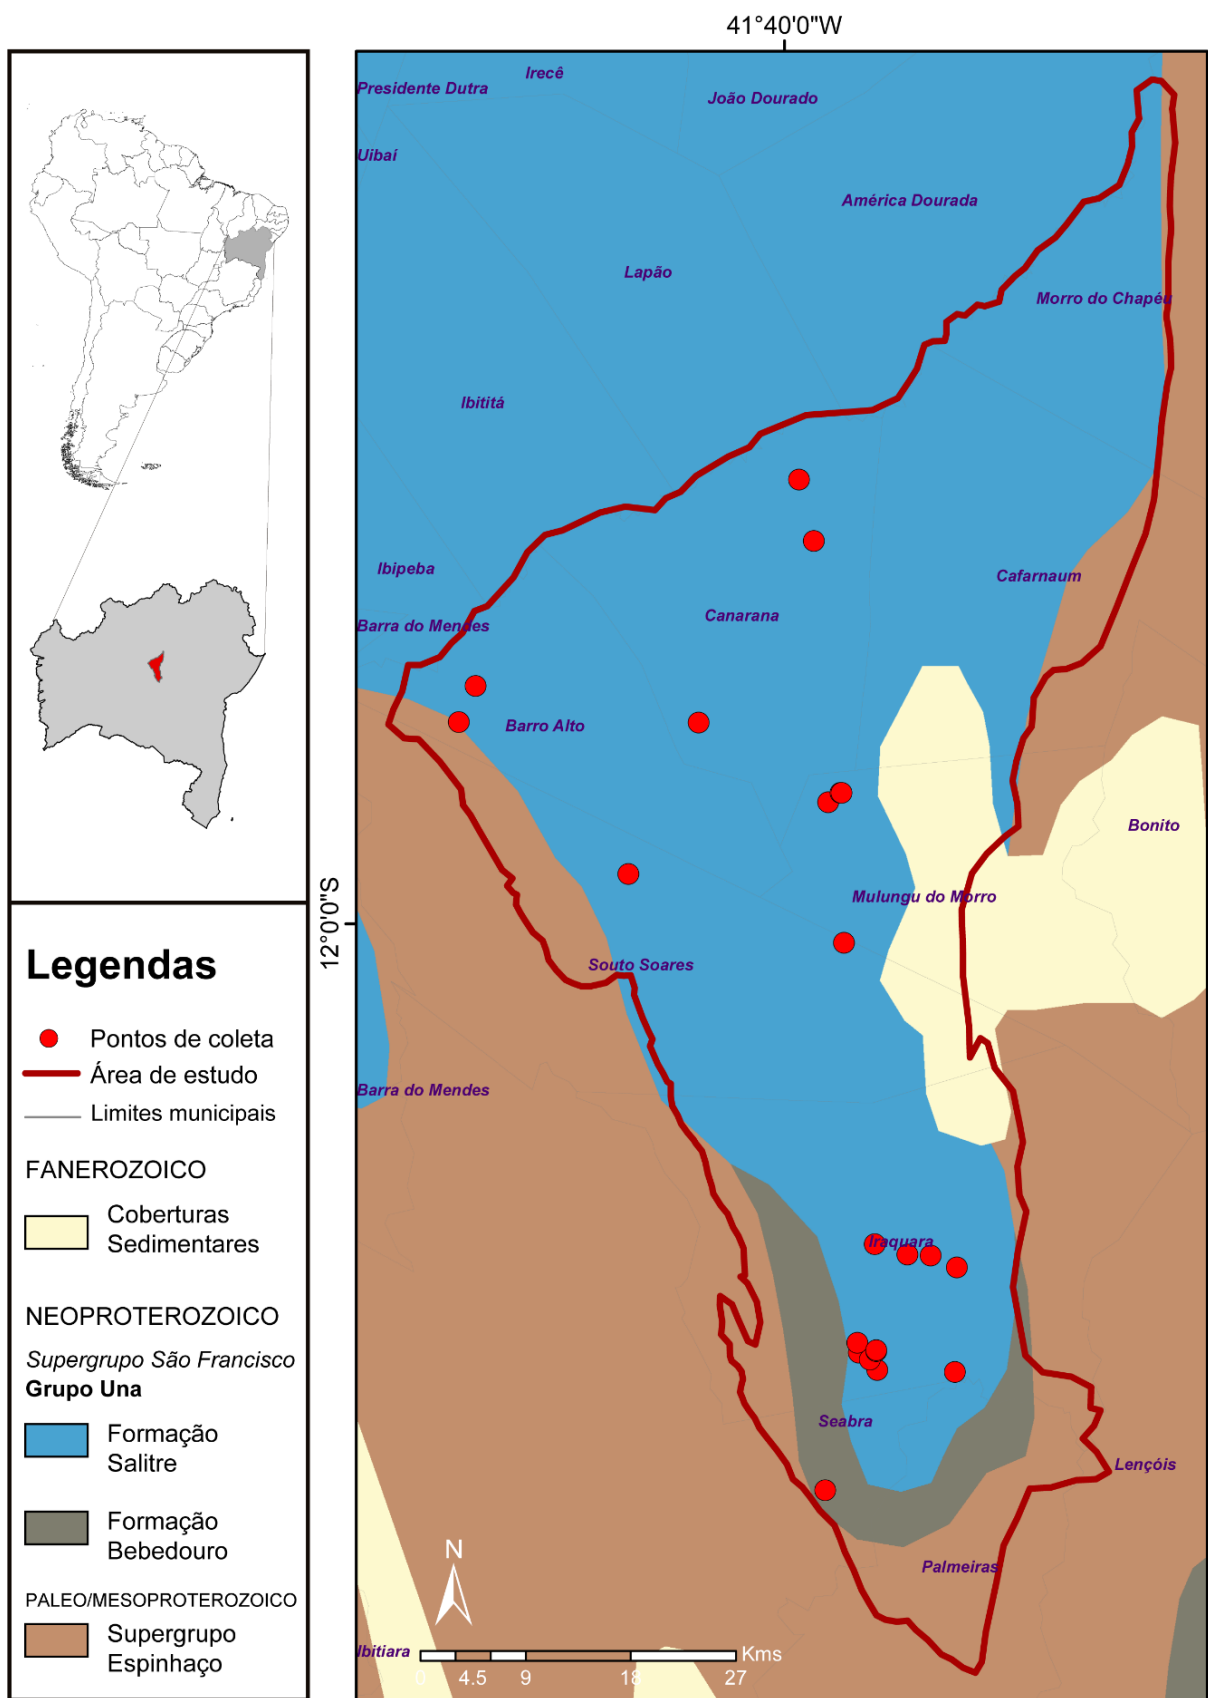 41°40'0"W
Irecê
Presidente Dutra
João Dourado
Uibaí
América Dourada
Lapão
Morro do Chapéu
Ibititá
Ibipeba
Cafarnaum
Canarana
Barra do Mendes
Barro Alto
Bonito
Mulungu do Morro
12°0'0"S
Souto Soares
Barra do Mendes
Iraquara
Seabra
Lençóis
Palmeiras
Ibitiara
N
Kms
0 4.5 9 18 27
Legendas
Pontos de coleta
Área de estudo
Limites municipais
FANEROZOICO
Coberturas
Sedimentares
NEOPROTEROZOICO
Supergrupo São Francisco
Grupo Una
Formação
Salitre
Formação
Bebedouro
PALEO/MESOPROTEROZOICO
Supergrupo
Espinhaço